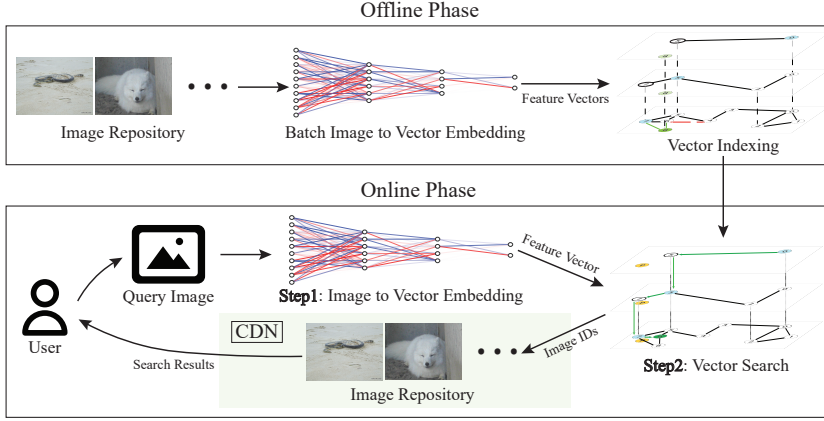 Offline Phase
Image Repository
Batch Image to Vector Embedding
Feature Vectors
Vector Indexing
Online Phase
User
Query Image
Step1: Image to Vector Embedding
Feature Vector
Step2: Vector Search
Image IDs
CDN
Image Repository
Search Results